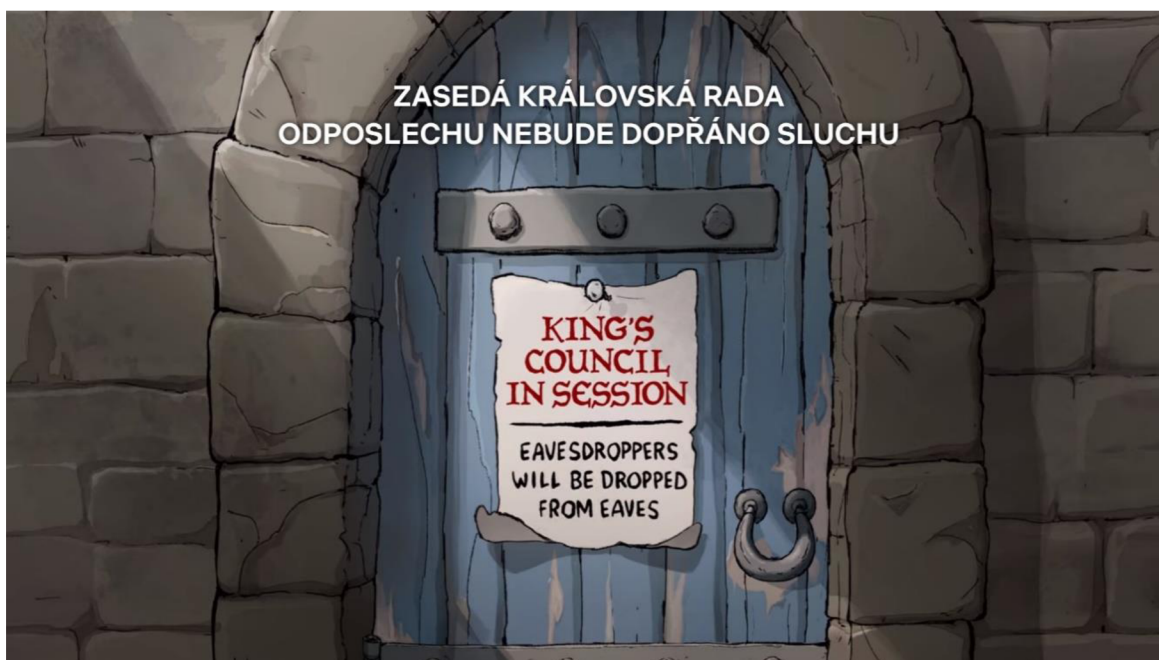 ZASEDÁ KRÁLOVSKÁ RADA
ODPOSLECHU NEBUDE DOPŘÁNO SLUCHU
KING'S
COUNCIL
IN SESSION
EAVESDROPPERS
WILL BE DROPPED
FROM EAVES